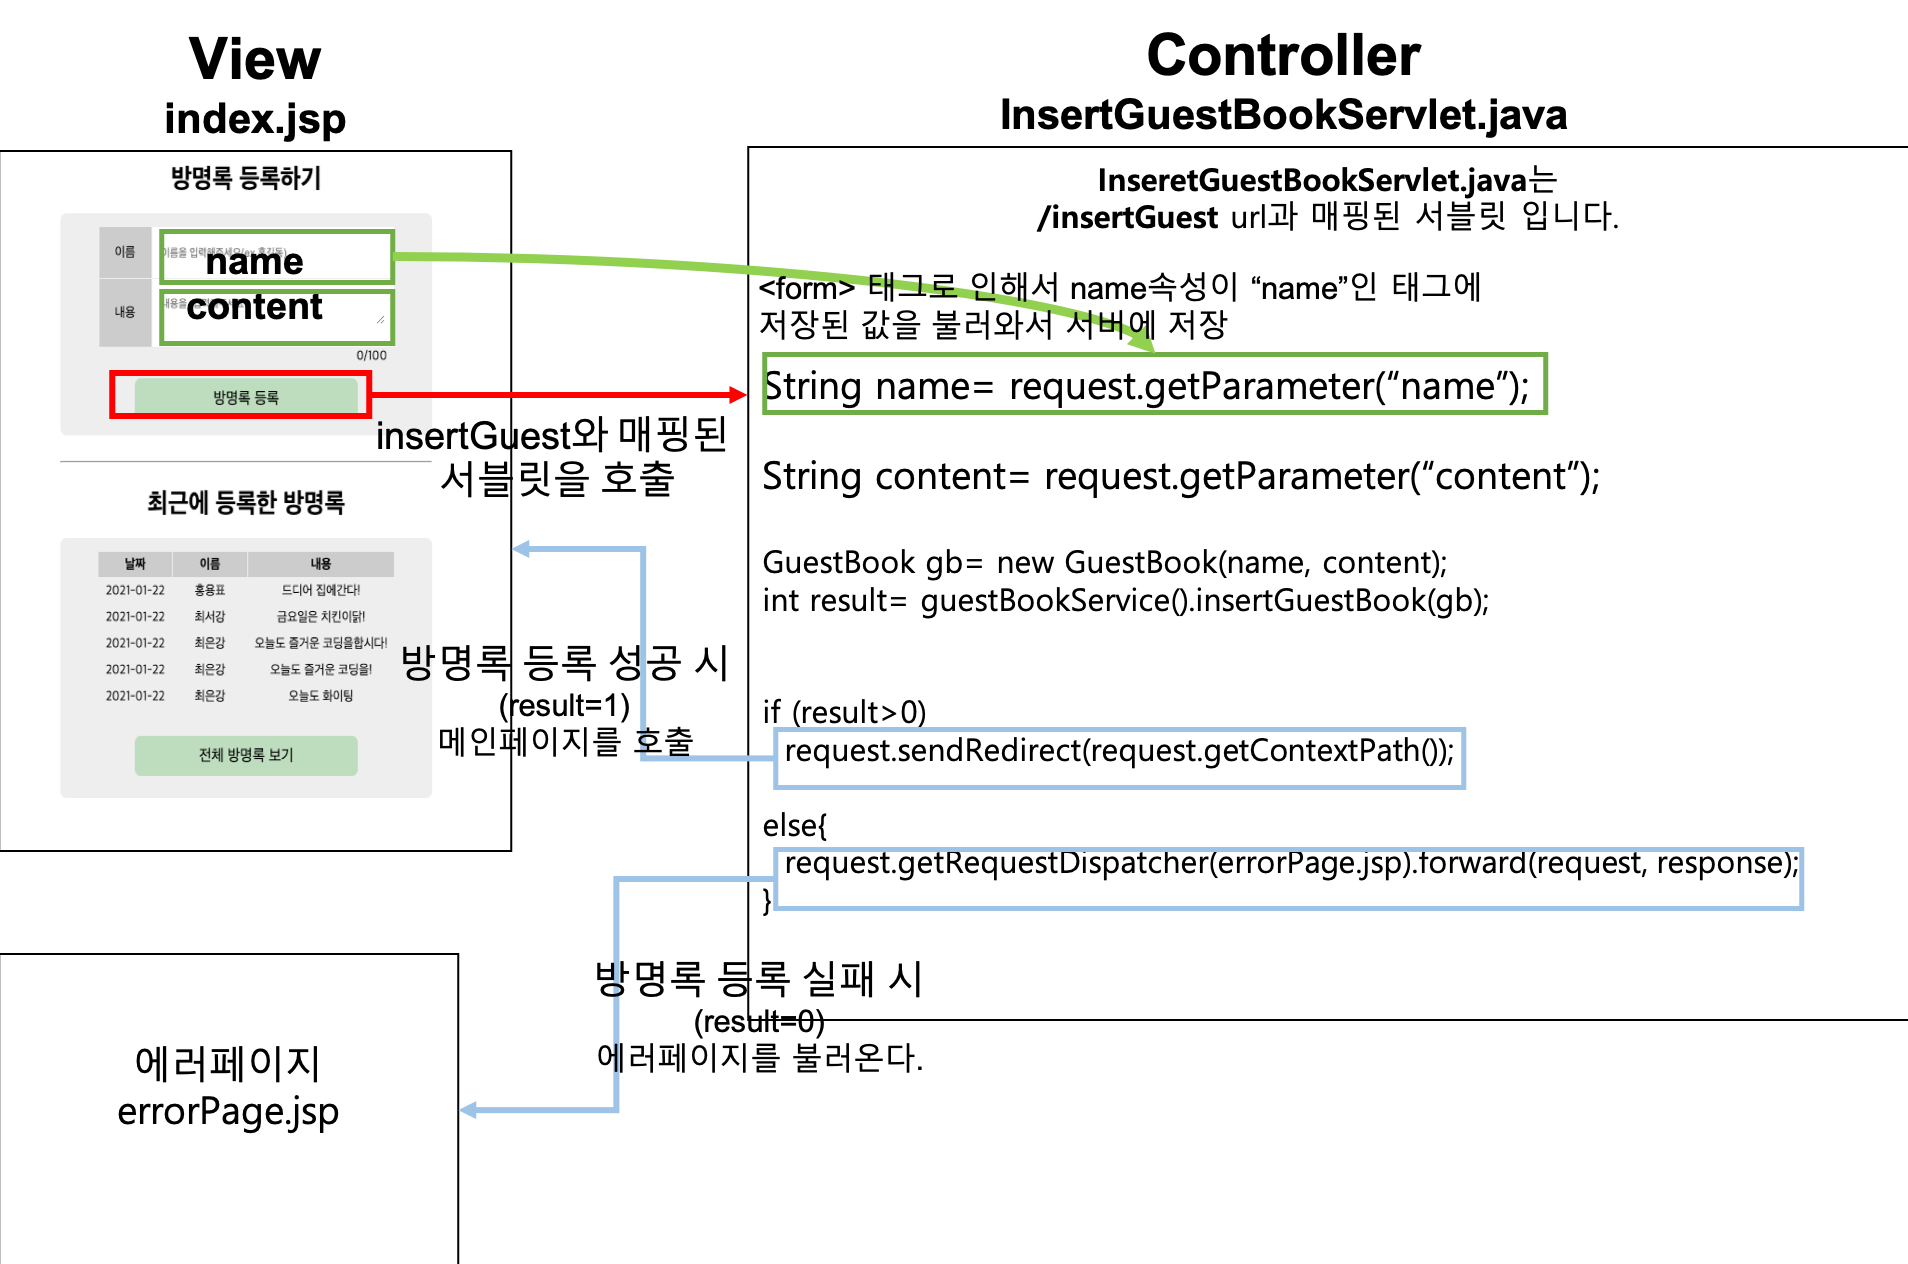 View
index.jsp
방명록 등록하기
이름
name
내용
content
0/100
방명록 등록
insertGuest와 매핑된
서블릿을 호출
최근에 등록한 방명록
날짜 이름 내용
2021-01-22 홍용표 드디어 집에간다!
2021-01-22 최서강 금요일은 치킨이닭!
2021-01-22 최은강 오늘도 즐거운 코딩을합시다!
2021-01-22 최은강 오늘도 즐거운 코딩을!
2021-01-22 최은강 오늘도 화이팅
전체 방명록 보기
방명록 등록 성공 시
(result=1)
메인페이지를 호출
Controller
InsertGuestBookServlet.java
InseretGuestBookServlet.java는
/insertGuest url과 매핑된 서블릿 입니다.
<form> 태그로 인해서 name속성이 “name”인 태그에
저장된 값을 불러와서 서버에 저장
String name= request.getParameter(“name”);
String content= request.getParameter(“content”);
GuestBook gb= new GuestBook(name, content);
int result= guestBookService().insertGuestBook(gb);
if (result>0)
request.sendRedirect(request.getContextPath());
else{
request.getRequestDispatcher(errorPage.jsp).forward(request, response);
}
방명록 등록 실패 시
(result=0)
에러페이지를 불러온다.
에러페이지
errorPage.jsp